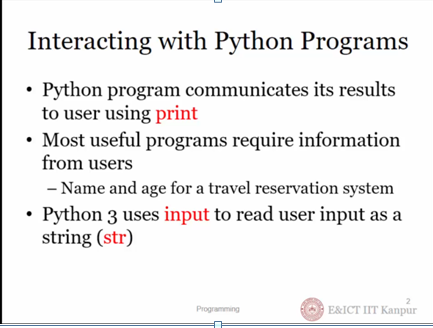 Interacting with Python Programs
• Python program communicates its results
to user using print
• Most useful programs require information
from users
– Name and age for a travel reservation system
• Python 3 uses input to read user input as a
string (str)
2
Programming
E&ICT IIT Kanpur